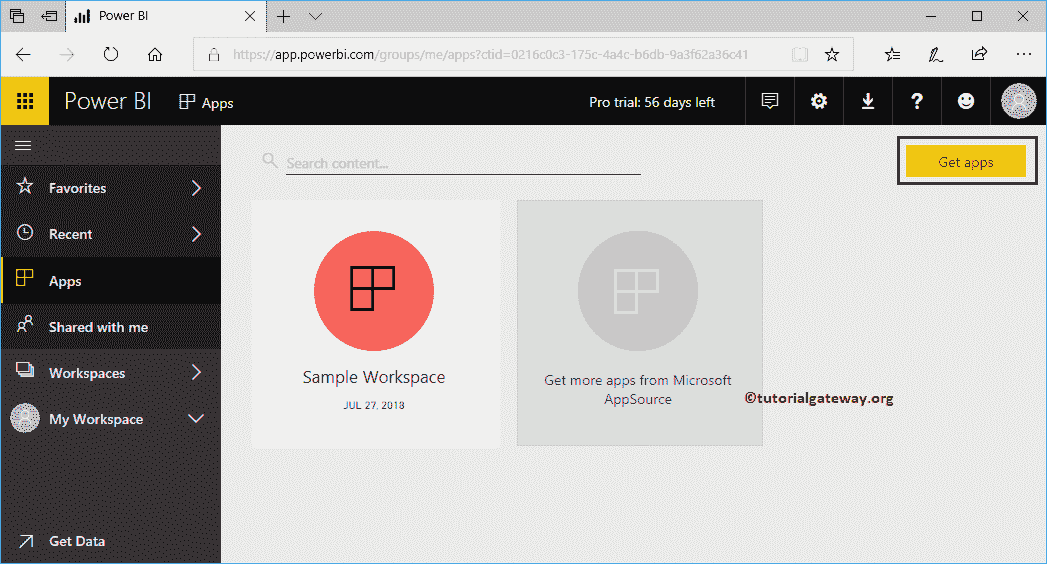 Power BI
https://app.powerbi.com/groups/me/apps?ctid=0216c0c3-175c-4a4c-b6db-9a3f62a36c41
Power BI Apps Pro trial: 56 days left
Search content...
Get apps
Favorites
Recent
Apps
Shared with me
Workspaces
My Workspace
Get Data
Sample Workspace
JUL 27, 2018
Get more apps from Microsoft
AppSource
©tutorialgateway.org